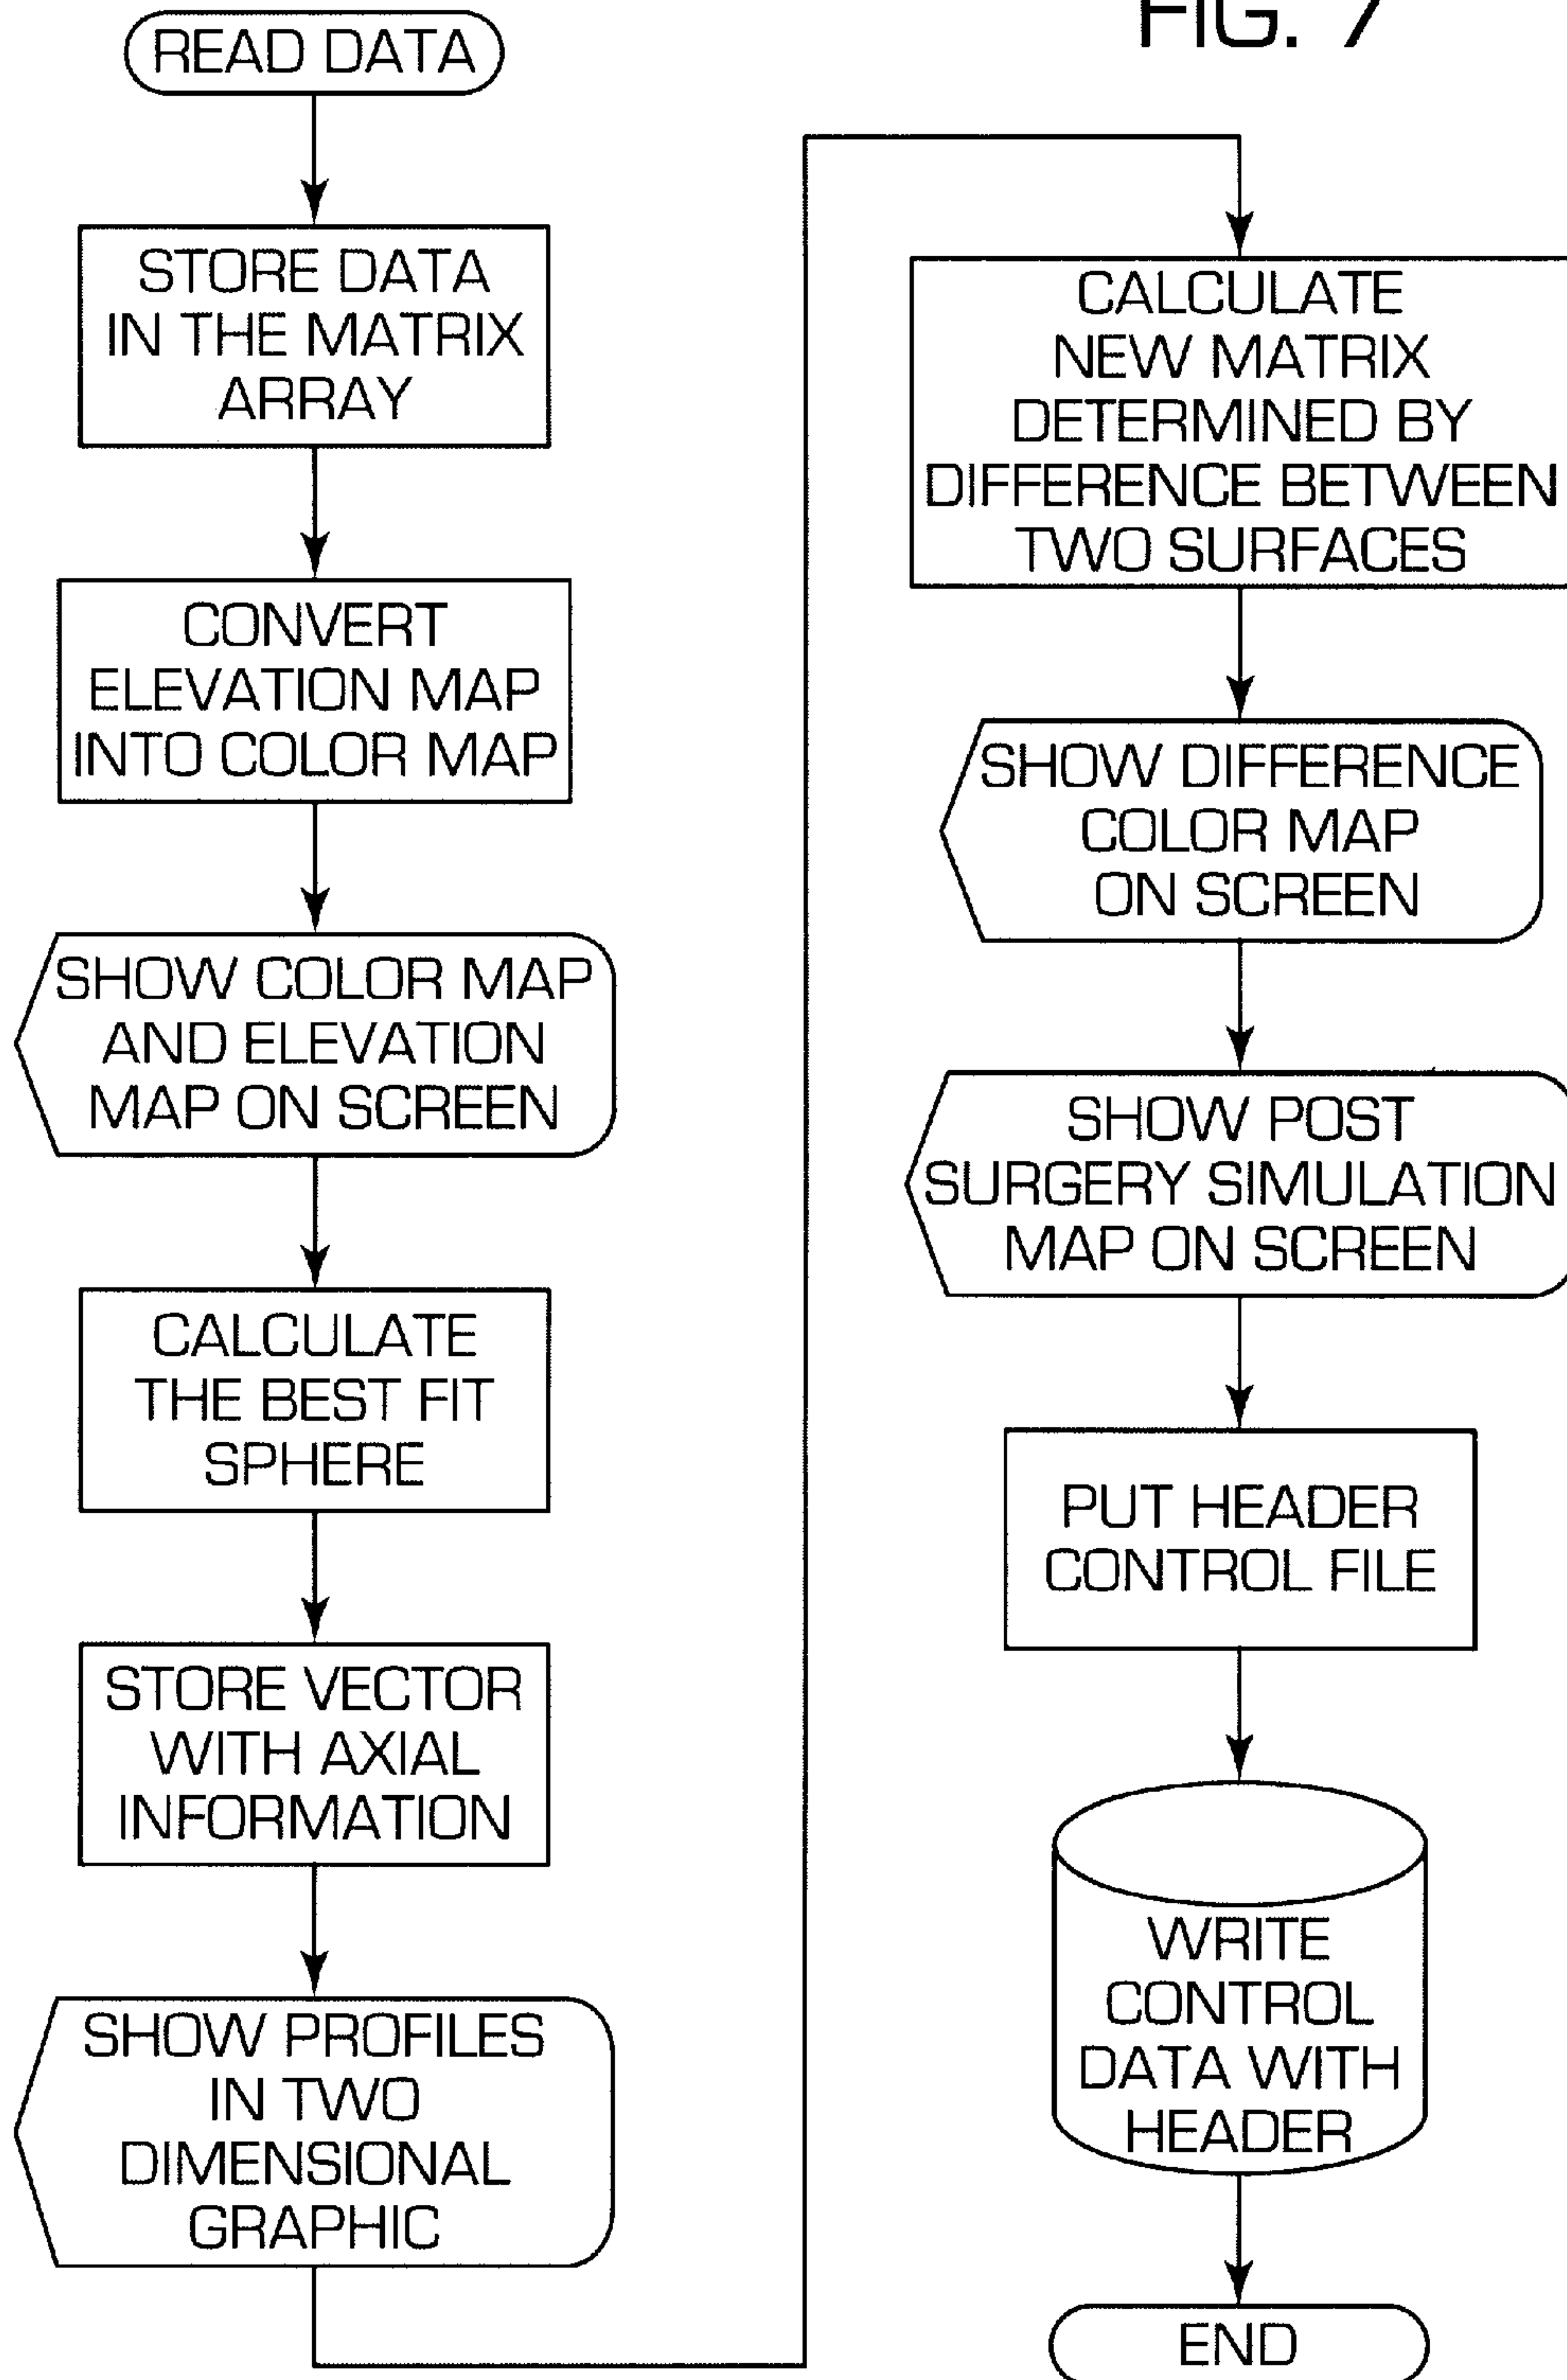 FIG. 7
READ DATA
STORE DATA
IN THE MATRIX
ARRAY
CONVERT
ELEVATION MAP
INTO COLOR MAP
SHOW COLOR MAP
AND ELEVATION
MAP ON SCREEN
CALCULATE
THE BEST FIT
SPHERE
STORE VECTOR
WITH AXIAL
INFORMATION
SHOW PROFILES
IN TWO
DIMENSIONAL
GRAPHIC
CALCULATE
NEW MATRIX
DETERMINED BY
DIFFERENCE BETWEEN
TWO SURFACES
SHOW DIFFERENCE
COLOR MAP
ON SCREEN
SHOW POST
SURGERY SIMULATION
MAP ON SCREEN
PUT HEADER
CONTROL FILE
WRITE
CONTROL
DATA WITH
HEADER
END